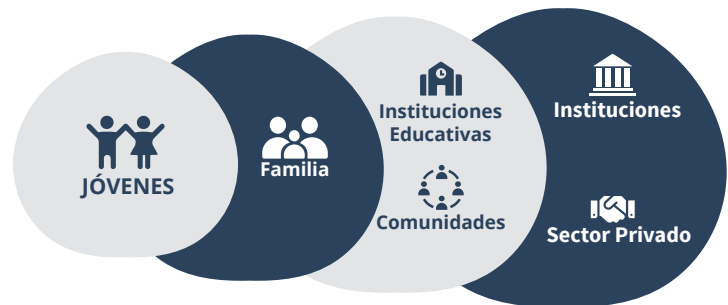 JÓVENES
Familia
Instituciones
Educativas
Comunidades
Instituciones
Sector Privado